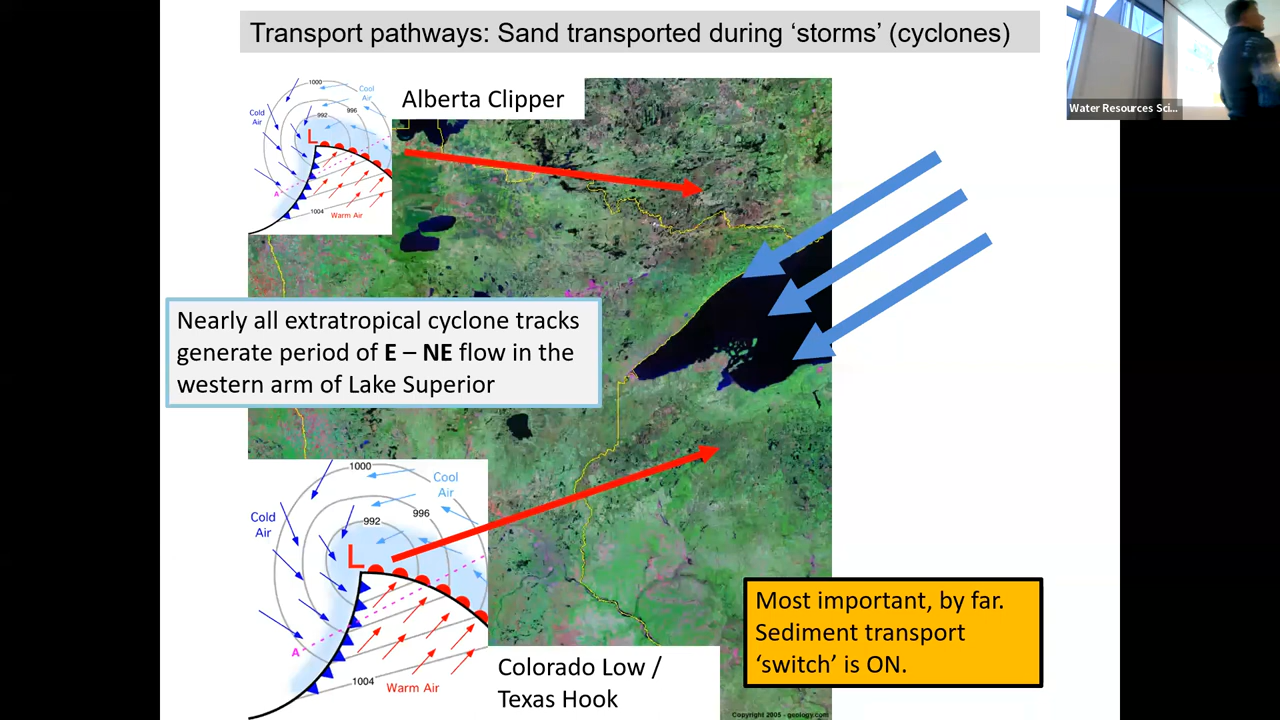 Transport pathways: Sand transported during ‘storms’ (cyclones)
Water Resources Sci...
Alberta Clipper
1000
Cool
Air
996
Cold
Air
992
L
A
1004
Warm Air
Nearly all extratropical cyclone tracks
generate period of E – NE flow in the
western arm of Lake Superior
1000
Cool
Air
996
Cold
Air
992
L
A
1004
Warm Air
Most important, by far.
Sediment transport
‘switch’ is ON.
Colorado Low /
Texas Hook
Copyright 2005 - geology.com